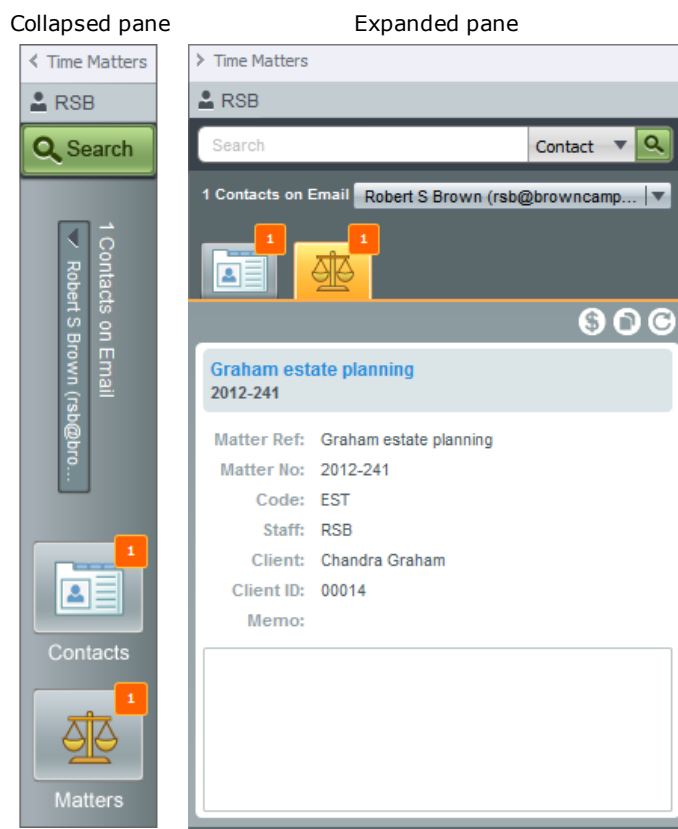 Collapsed pane
Expanded pane
< Time Matters
RSB
Search
1 Contacts on Email
Robert S Brown (rsb@bro...
1
Contacts
1
Matters
> Time Matters
RSB
Search
Contact
1 Contacts on Email
Robert S Brown (rsb@browncamp...
1
1
$
Graham estate planning
2012-241
Matter Ref: Graham estate planning
Matter No: 2012-241
Code: EST
Staff: RSB
Client: Chandra Graham
Client ID: 00014
Memo: